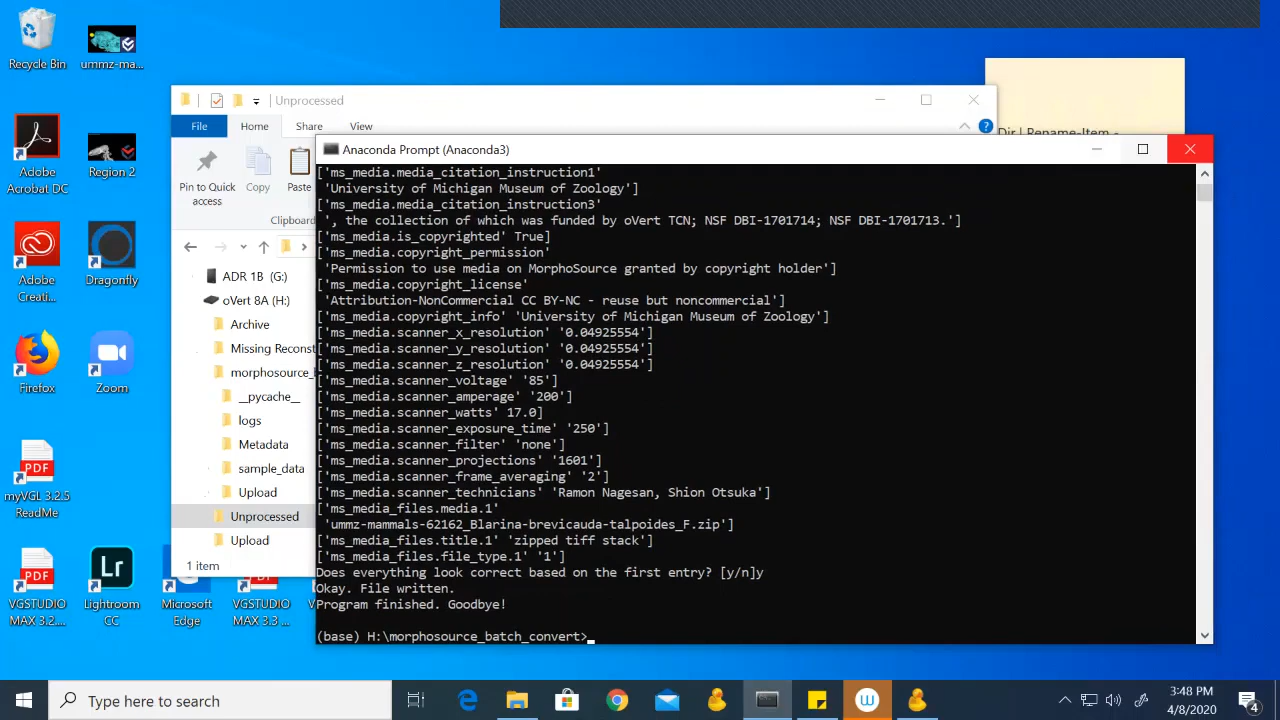 Recycle Bin
ummz-ma...
Adobe
Acrobat DC
Region 2
Adobe
Creati...
Dragonfly
Firefox
Zoom
myVGL 3.2.5
ReadMe
VGSTUDIO
MAX 3.2....
Lightroom
CC
Microsoft
Edge
VGSTUDIO
MAX 3.3 ...
Unprocessed
File
Home
Share
View
Pin to Quick
access
Copy
Paste
Clipboard
ADR 1B (G:)
oVert 8A (H:)
Archive
Missing Reconst
morphosource_
__pycache__
logs
Metadata
sample_data
Upload
Unprocessed
Upload
1 item
Dir | Rename-Item -
Anaconda Prompt (Anaconda3)
['ms_media.media_citation_instruction1'
'University of Michigan Museum of Zoology']
['ms_media.media_citation_instruction3'
', the collection of which was funded by oVert TCN; NSF DBI-1701714; NSF DBI-1701713.']
['ms_media.is_copyrighted' True]
['ms_media.copyright_permission'
'Permission to use media on MorphoSource granted by copyright holder']
['ms_media.copyright_license'
'Attribution-NonCommercial CC BY-NC - reuse but noncommercial']
['ms_media.copyright_info' 'University of Michigan Museum of Zoology']
['ms_media.scanner_x_resolution' '0.04925554']
['ms_media.scanner_y_resolution' '0.04925554']
['ms_media.scanner_z_resolution' '0.04925554']
['ms_media.scanner_voltage' '85']
['ms_media.scanner_amperage' '200']
['ms_media.scanner_watts' 17.0]
['ms_media.scanner_exposure_time' '250']
['ms_media.scanner_filter' 'none']
['ms_media.scanner_projections' '1601']
['ms_media.scanner_frame_averaging' '2']
['ms_media.scanner_technicians' 'Ramon Nagesan, Shion Otsuka']
['ms_media_files.media.1'
'ummz-mammals-62162_Blarina-brevicauda-talpoides_F.zip']
['ms_media_files.title.1' 'zipped tiff stack']
['ms_media_files.file_type.1' '1']
Does everything look correct based on the first entry? [y/n]y
Okay. File written.
Program finished. Goodbye!
(base) H:\morphosource_batch_convert>
Type here to search
3:48 PM
4/8/2020
4